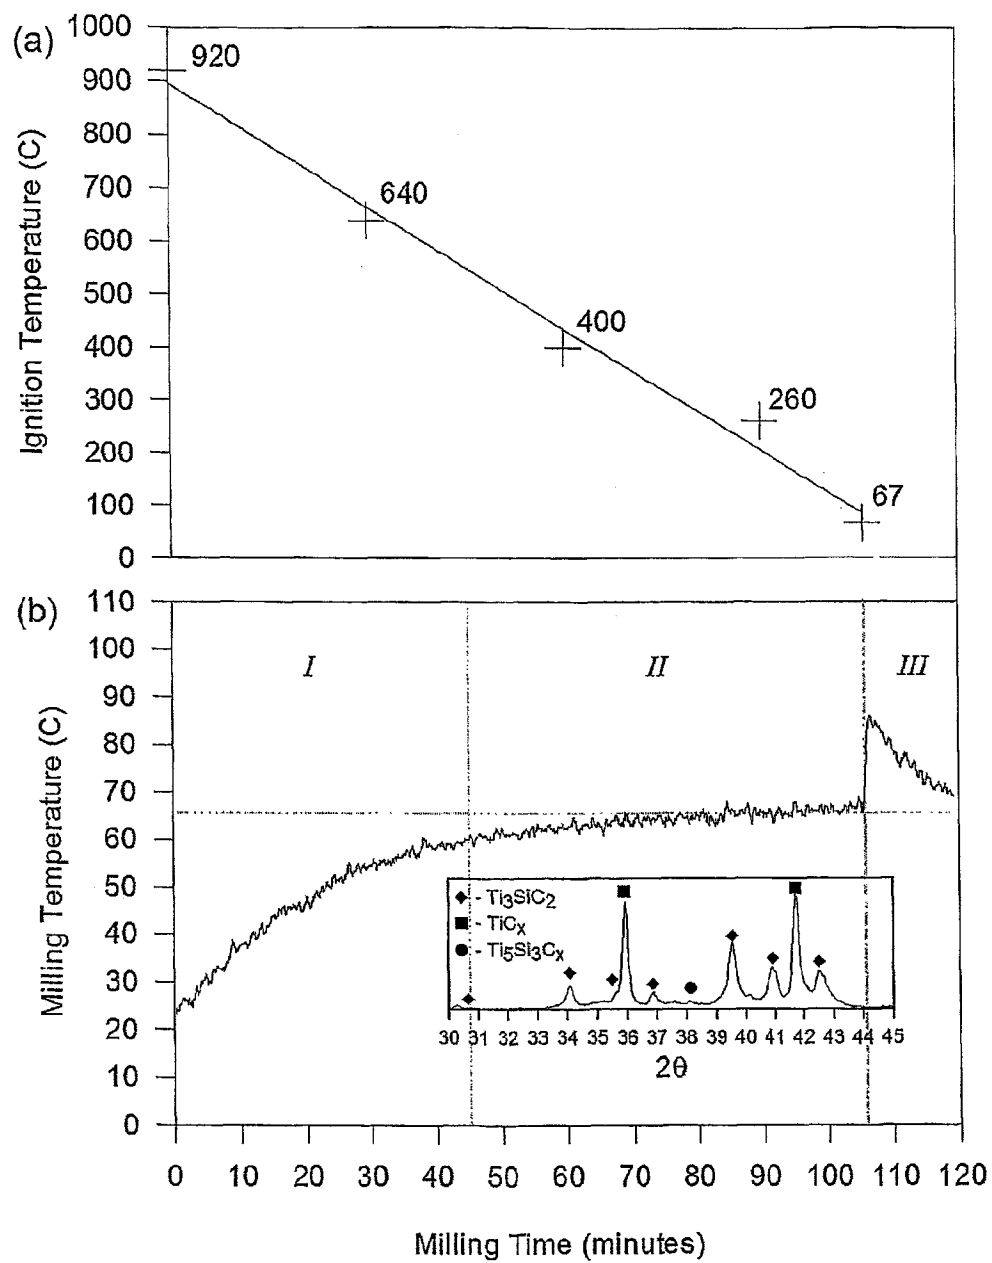 (a)
1000
900
800
700
600
500
400
300
200
100
0
Ignition Temperature (C)
920
640
400
260
67
(b)
110
100
90
80
70
60
50
40
30
20
10
0
Milling Temperature (C)
I II III
◆ - Ti₃SiC₂
■ - TiCₓ
● - Ti₅Si₃Cₓ
30 31 32 33 34 35 36 37 38 39 40 41 42 43 44 45
2θ
0 10 20 30 40 50 60 70 80 90 100 110 120
Milling Time (minutes)